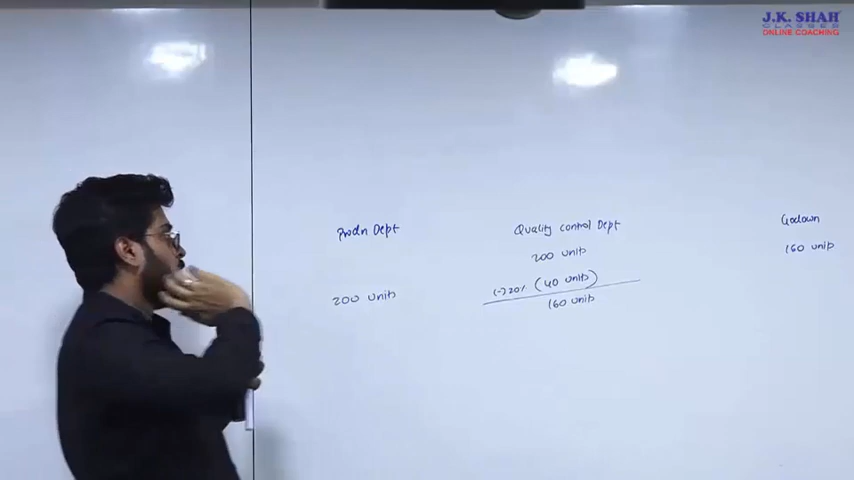 J.K. SHAH
CLASSES
ONLINE COACHING
Prodn Dept
Quality control Dept
Godown
200 units
160 units
(-) 20% (40 units)
200 units
160 units